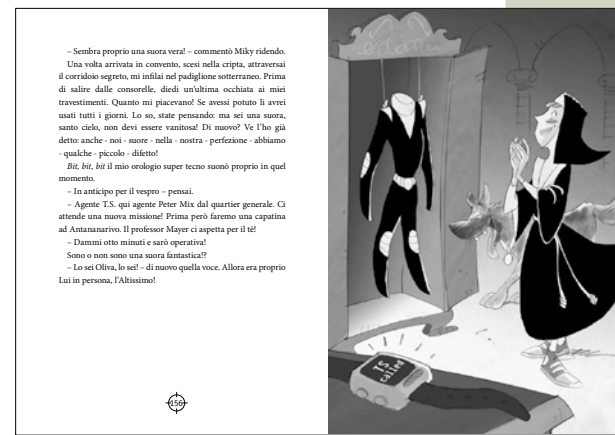 – Sembra proprio una suora vera! – commentò Miky ridendo.
Una volta arrivata in convento, scesi nella cripta, attraversai
il corridoio segreto, mi infilai nel padiglione sotterraneo. Prima
di salire dalle consorelle, diedi un'ultima occhiata ai miei
travestimenti. Quanto mi piacevano! Se avessi potuto li avrei
usati tutti i giorni. Lo so, state pensando: ma sei una suora,
santo cielo, non devi essere vanitosa! Di nuovo? Ve l'ho già
detto: anche - noi - suore - nella - nostra - perfezione - abbiamo
- qualche - piccolo - difetto!
Bit, bit, bit il mio orologio super tecno suonò proprio in quel
momento.
– In anticipo per il vespro – pensai.
– Agente T.S. qui agente Peter Mix dal quartier generale. Ci
attende una nuova missione! Prima però faremo una capatina
ad Antananarivo. Il professor Mayer ci aspetta per il tè!
– Dammi otto minuti e sarò operativa!
Sono o non sono una suora fantastica!?
– Lo sei Oliva, lo sei! – di nuovo quella voce. Allora era proprio
Lui in persona, l'Altissimo!
156
TS
called